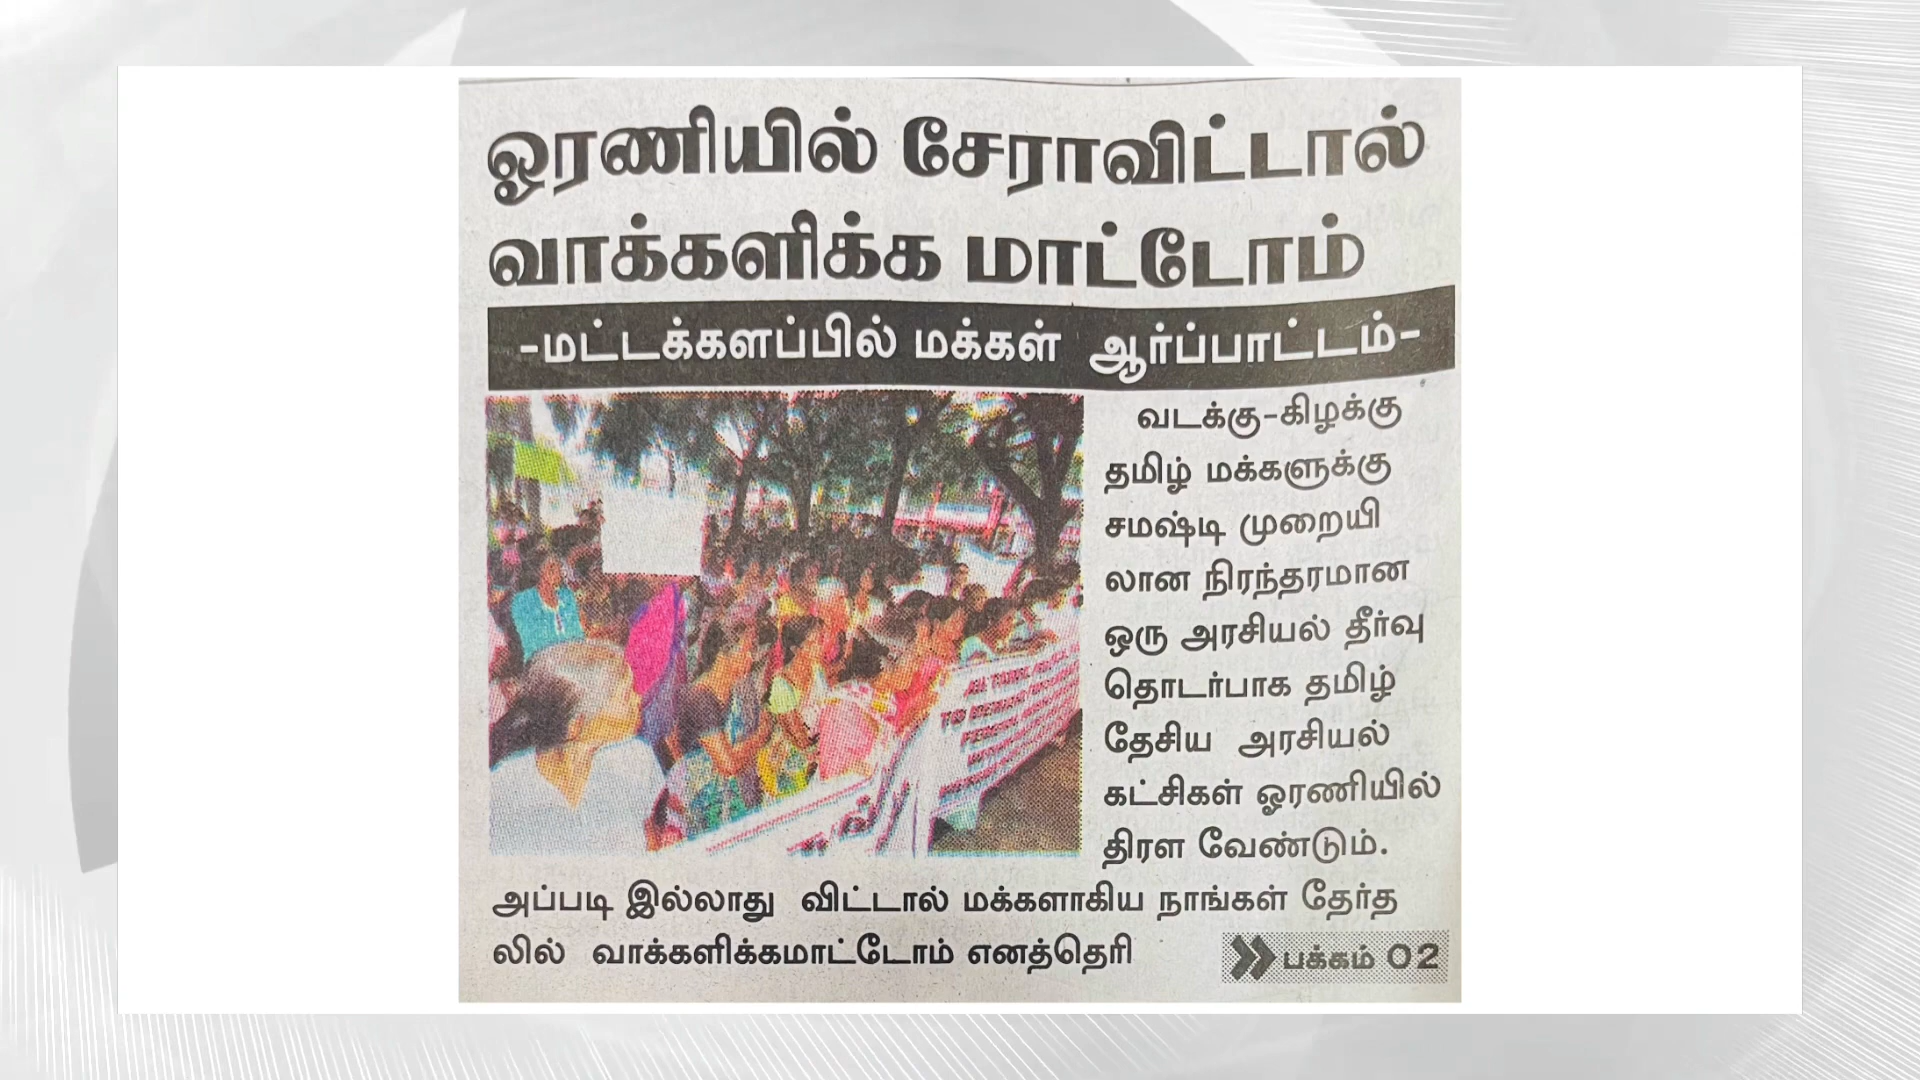 ஓரணியில் சேராவிட்டால்
வாக்களிக்க மாட்டோம்
-மட்டக்களப்பில் மக்கள் ஆர்ப்பாட்டம்-
வடக்கு-கிழக்கு
தமிழ் மக்களுக்கு
சமஷ்டி முறையி
லான நிரந்தரமான
ஒரு அரசியல் தீர்வு
தொடர்பாக தமிழ்
தேசிய அரசியல்
கட்சிகள் ஓரணியில்
திரள வேண்டும்.
அப்படி இல்லாது விட்டால் மக்களாகிய நாங்கள் தேர்த
லில் வாக்களிக்கமாட்டோம் எனத்தெரி
பக்கம் 02